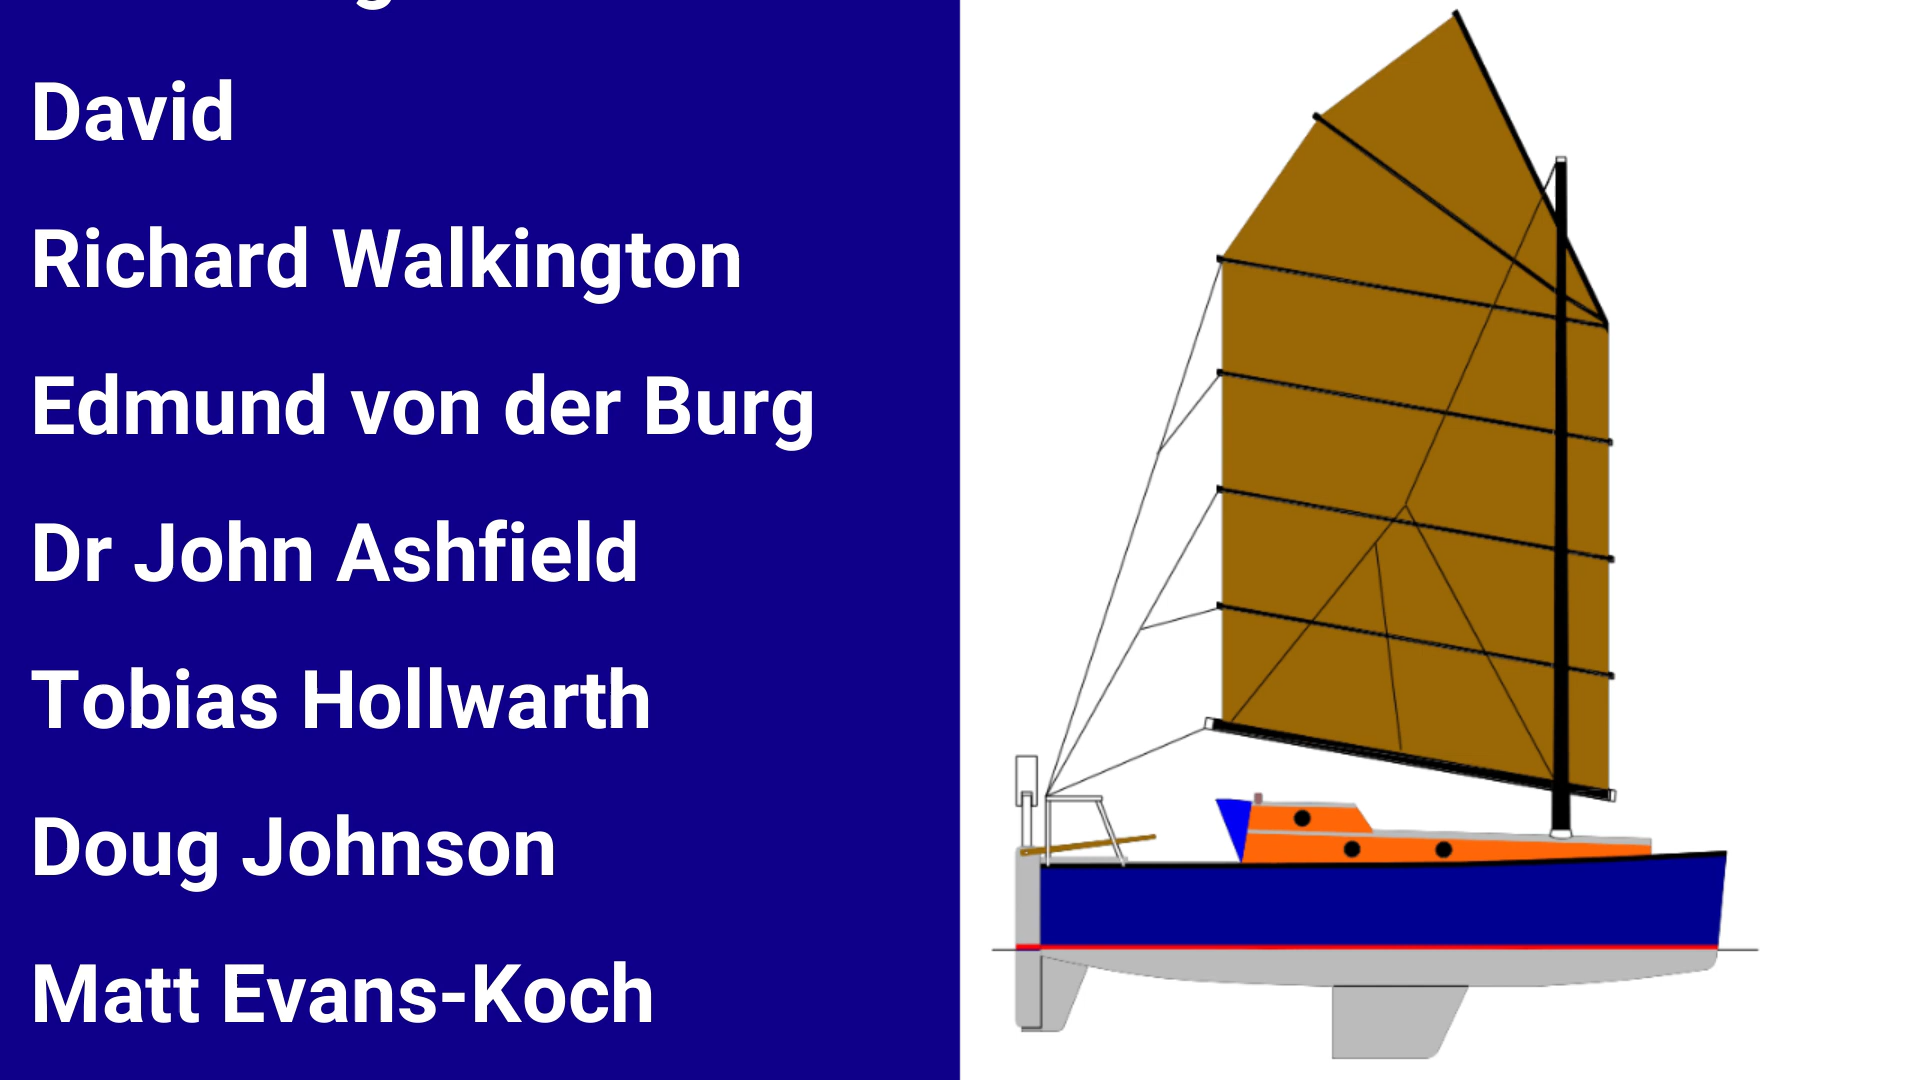 David
Richard Walkington
Edmund von der Burg
Dr John Ashfield
Tobias Hollwarth
Doug Johnson
Matt Evans-Koch